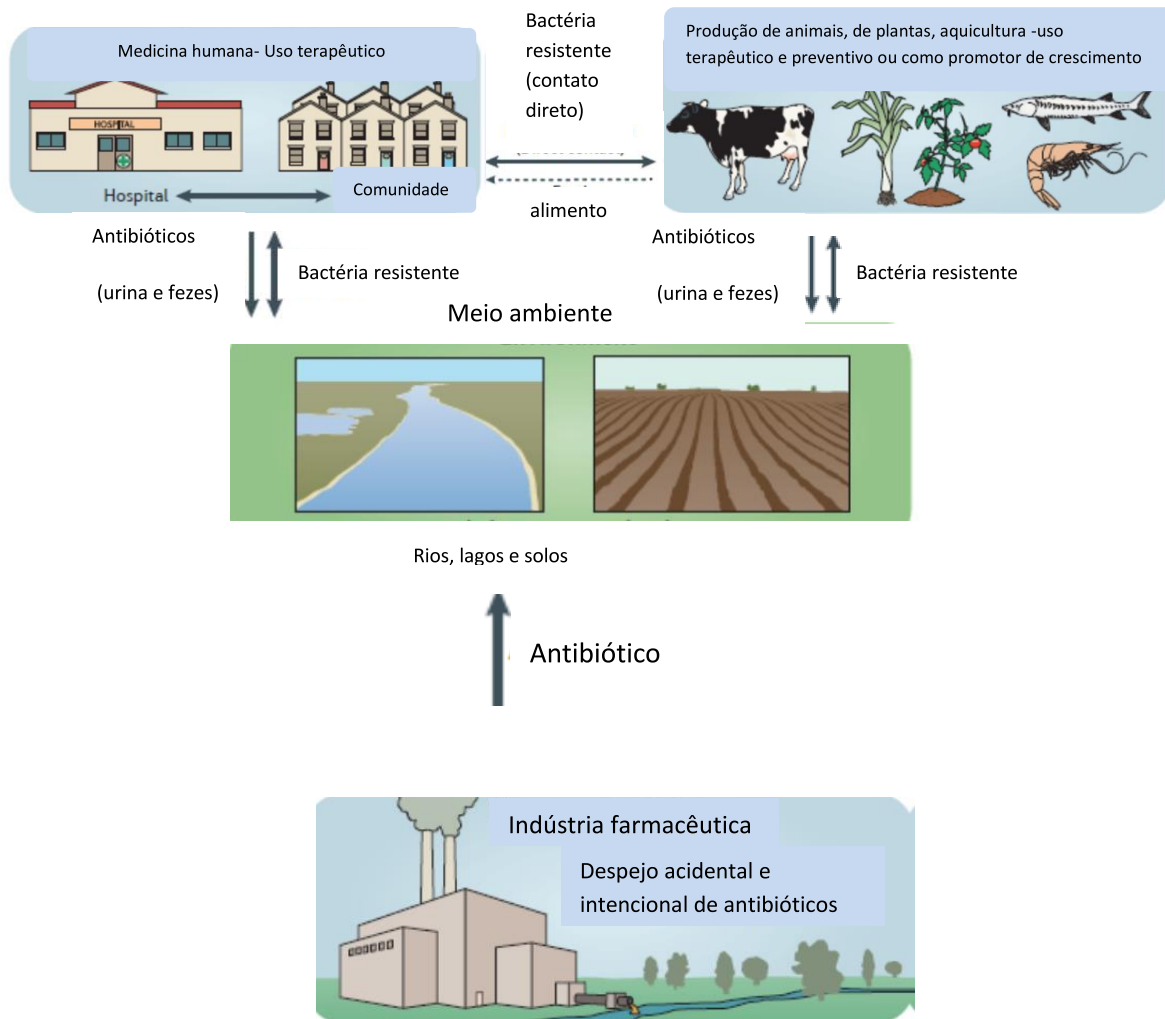 Medicina humana- Uso terapêutico
HOSPITAL
Hospital
Comunidade
Bactéria
resistente
(contato
direto)
alimento
Produção de animais, de plantas, aquicultura -uso
terapêutico e preventivo ou como promotor de crescimento
Antibióticos
(urina e fezes)
Bactéria resistente
Antibióticos
(urina e fezes)
Bactéria resistente
Meio ambiente
Rios, lagos e solos
Antibiótico
Indústria farmacêutica
Despejo acidental e
intencional de antibióticos